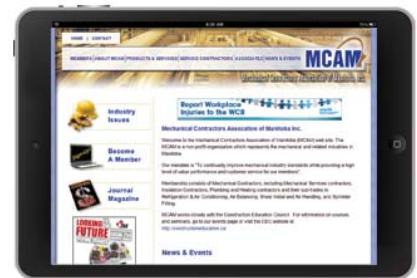 HOME | CONTACT
MEMBERS | ABOUT MCAM | PRODUCTS & SERVICES | SERVICE CONTRACTORS | ASSOCIATES | NEWS & EVENTS
MCAM
Report Workplace
Injuries to the WCB
Industry
Issues
Become
A Member
Journal
Magazine
LOOKING
FUTURE
Mechanical Contractors Association of Manitoba Inc.
Welcome to the Mechanical Contractors Association of Manitoba (MCAM) web site. The
MCAM is a non-profit organization which represents the mechanical and related industries in
Manitoba.
Our mandate is "To continually improve mechanical industry standards while providing a high
level of value performance and customer service for our members".
Membership consists of Mechanical Contractors, including Mechanical Services contractors,
Insulation Contractors, Plumbing and Heating contractors and their sub-trades in
Refrigeration & Air Conditioning, Air Balancing, Sheet Metal and Air Handling, and Sprinkler
Fitting.
MCAM works closely with the Construction Education Council. For information on courses
and seminars, go to our events page or visit the CEC website at
News & Events